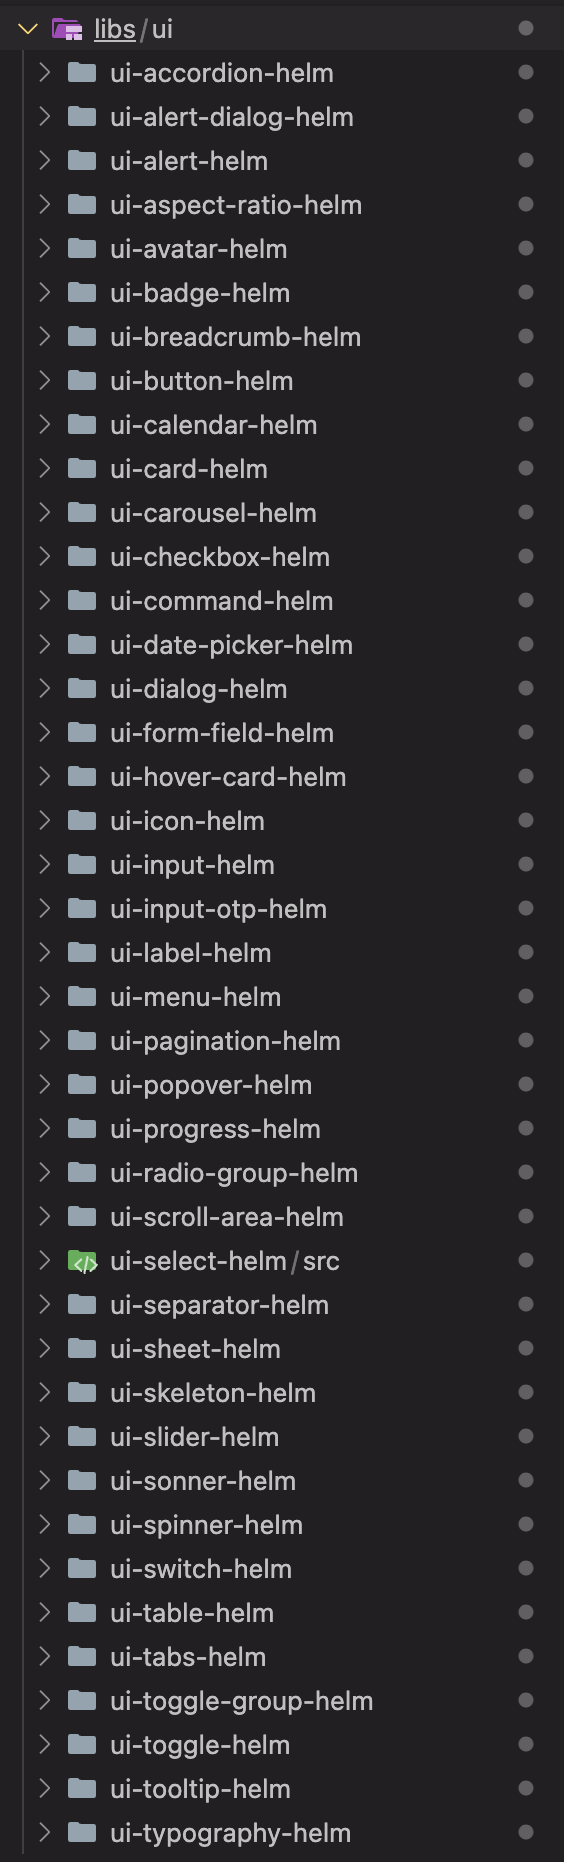 libs/ui
ui-accordion-helm
ui-alert-dialog-helm
ui-alert-helm
ui-aspect-ratio-helm
ui-avatar-helm
ui-badge-helm
ui-breadcrumb-helm
ui-button-helm
ui-calendar-helm
ui-card-helm
ui-carousel-helm
ui-checkbox-helm
ui-command-helm
ui-date-picker-helm
ui-dialog-helm
ui-form-field-helm
ui-hover-card-helm
ui-icon-helm
ui-input-helm
ui-input-otp-helm
ui-label-helm
ui-menu-helm
ui-pagination-helm
ui-popover-helm
ui-progress-helm
ui-radio-group-helm
ui-scroll-area-helm
ui-select-helm/src
ui-separator-helm
ui-sheet-helm
ui-skeleton-helm
ui-slider-helm
ui-sonner-helm
ui-spinner-helm
ui-switch-helm
ui-table-helm
ui-tabs-helm
ui-toggle-group-helm
ui-toggle-helm
ui-tooltip-helm
ui-typography-helm